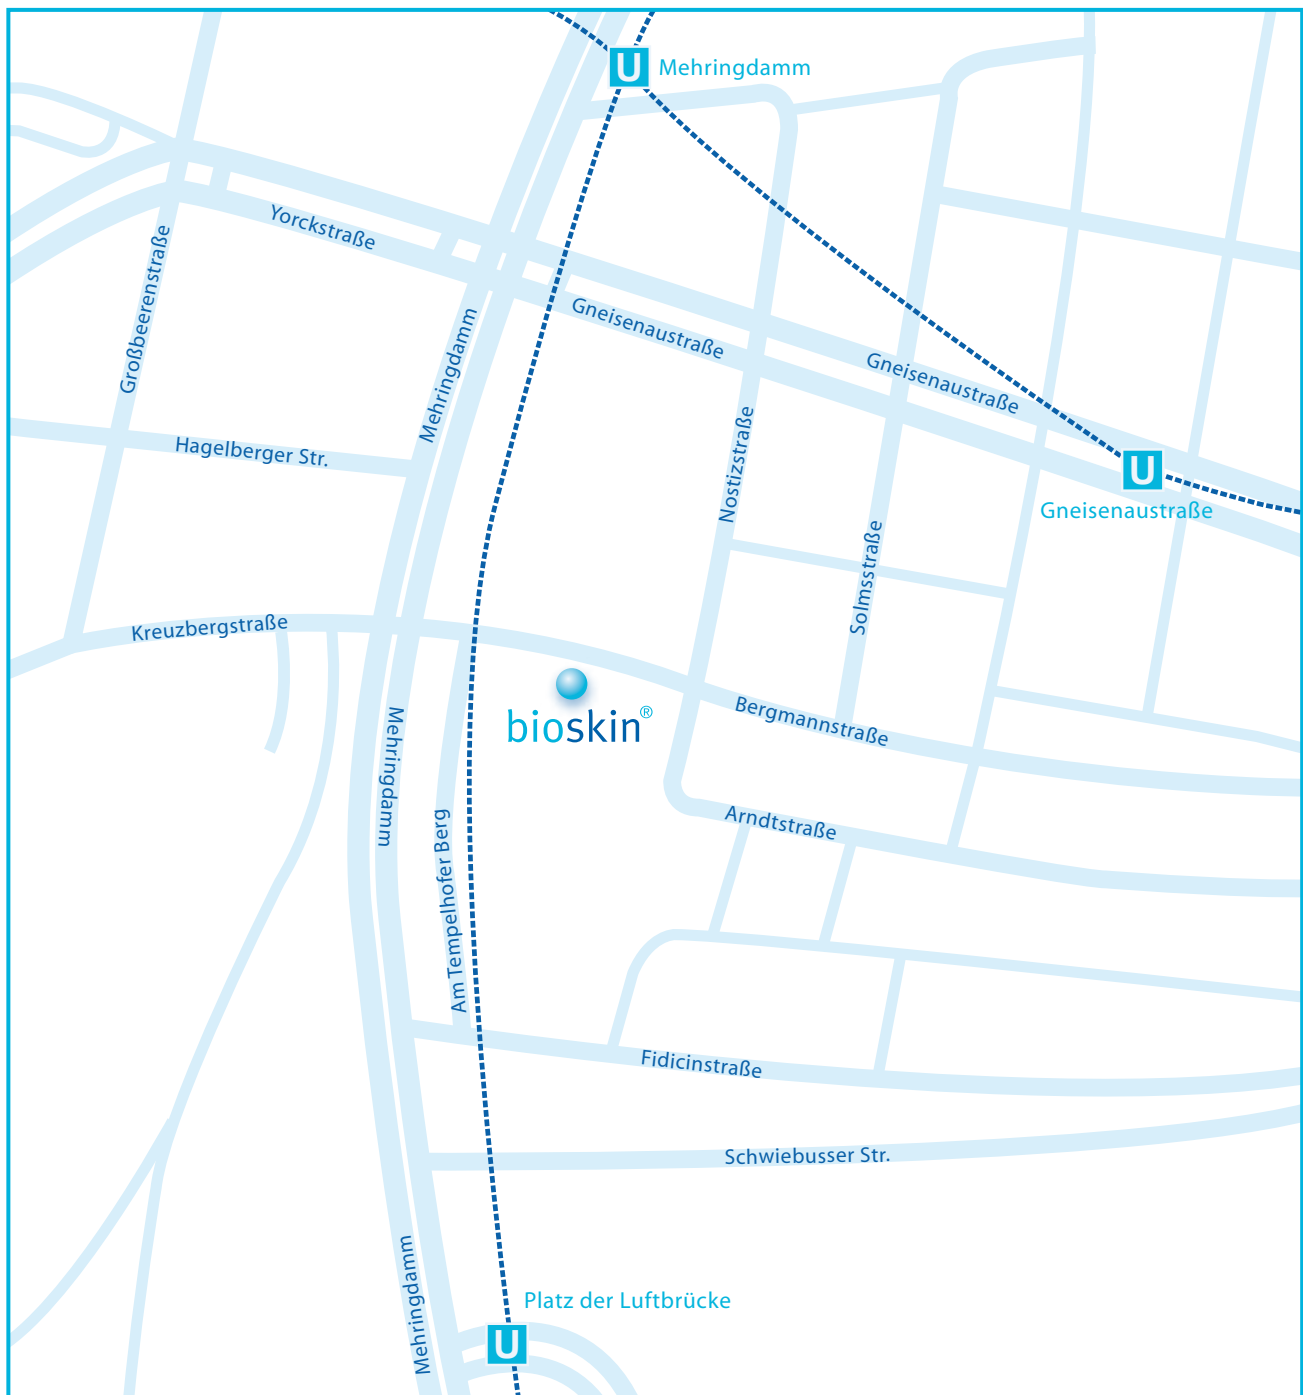 U Mehringdamm
Yorckstraße
Großbeerenstraße
Gneisenaustraße
Mehringdamm
Gneisenaustraße
Nostizstraße
Hagelberger Str.
U
Gneisenaustraße
Solmsstraße
Kreuzbergstraße
bioskin®
Bergmannstraße
Mehringdamm
Arndtstraße
Am Tempelhofer Berg
Fidicinstraße
Schwiebusser Str.
Mehringdamm
Platz der Luftbrücke
U